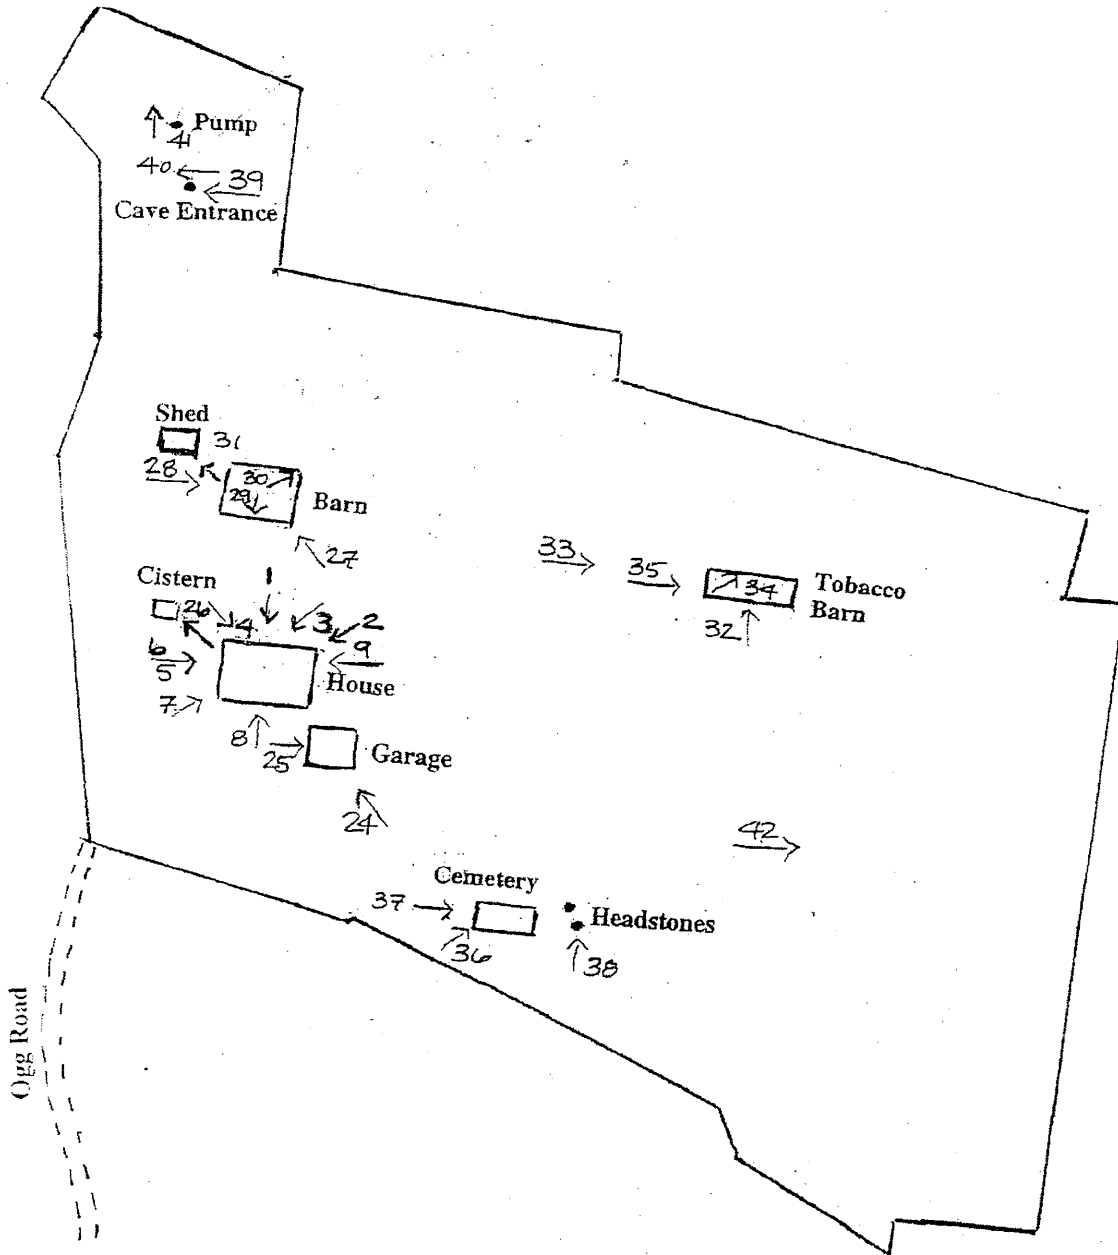 Pump
41
40
39
Cave Entrance
Shed
31
28
30
29
Barn
27
33
35
34
Tobacco
Barn
32
1
Cistern
26
4
3
2
6
5
9
House
7
8
25
Garage
24
42
Cemetery
37
36
Headstones
38
Ogg Road